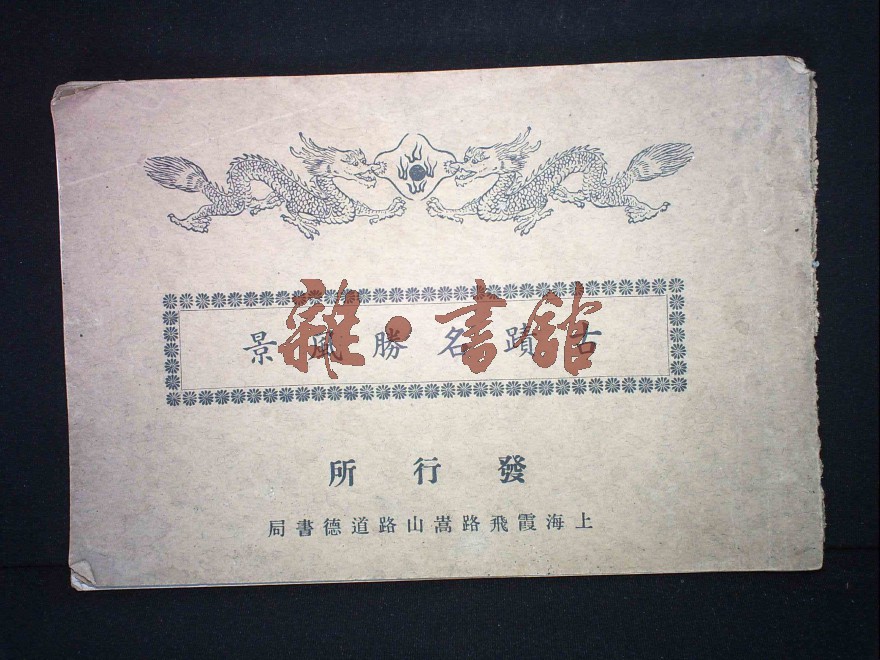 古蹟名勝風景
雜·書館
發行所
上海霞飛路嵩山路道德書局